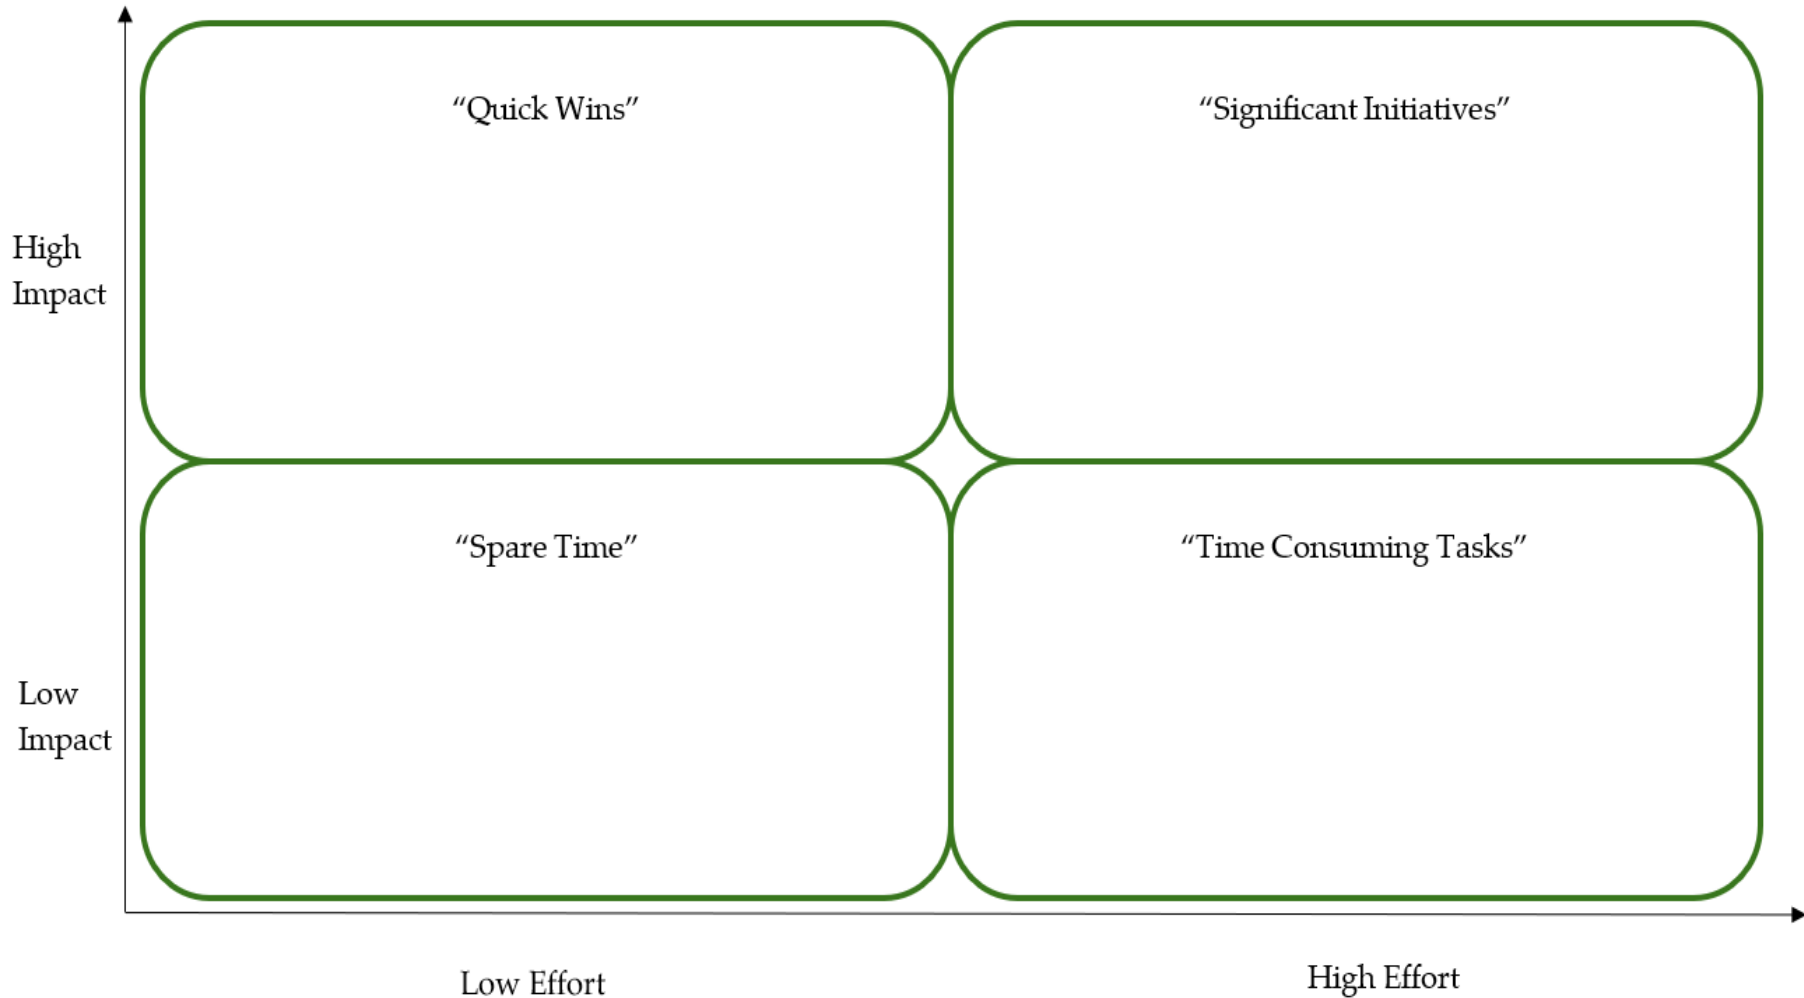 “Quick Wins”
“Significant Initiatives”
High
Impact
“Spare Time”
“Time Consuming Tasks”
Low
Impact
Low Effort
High Effort